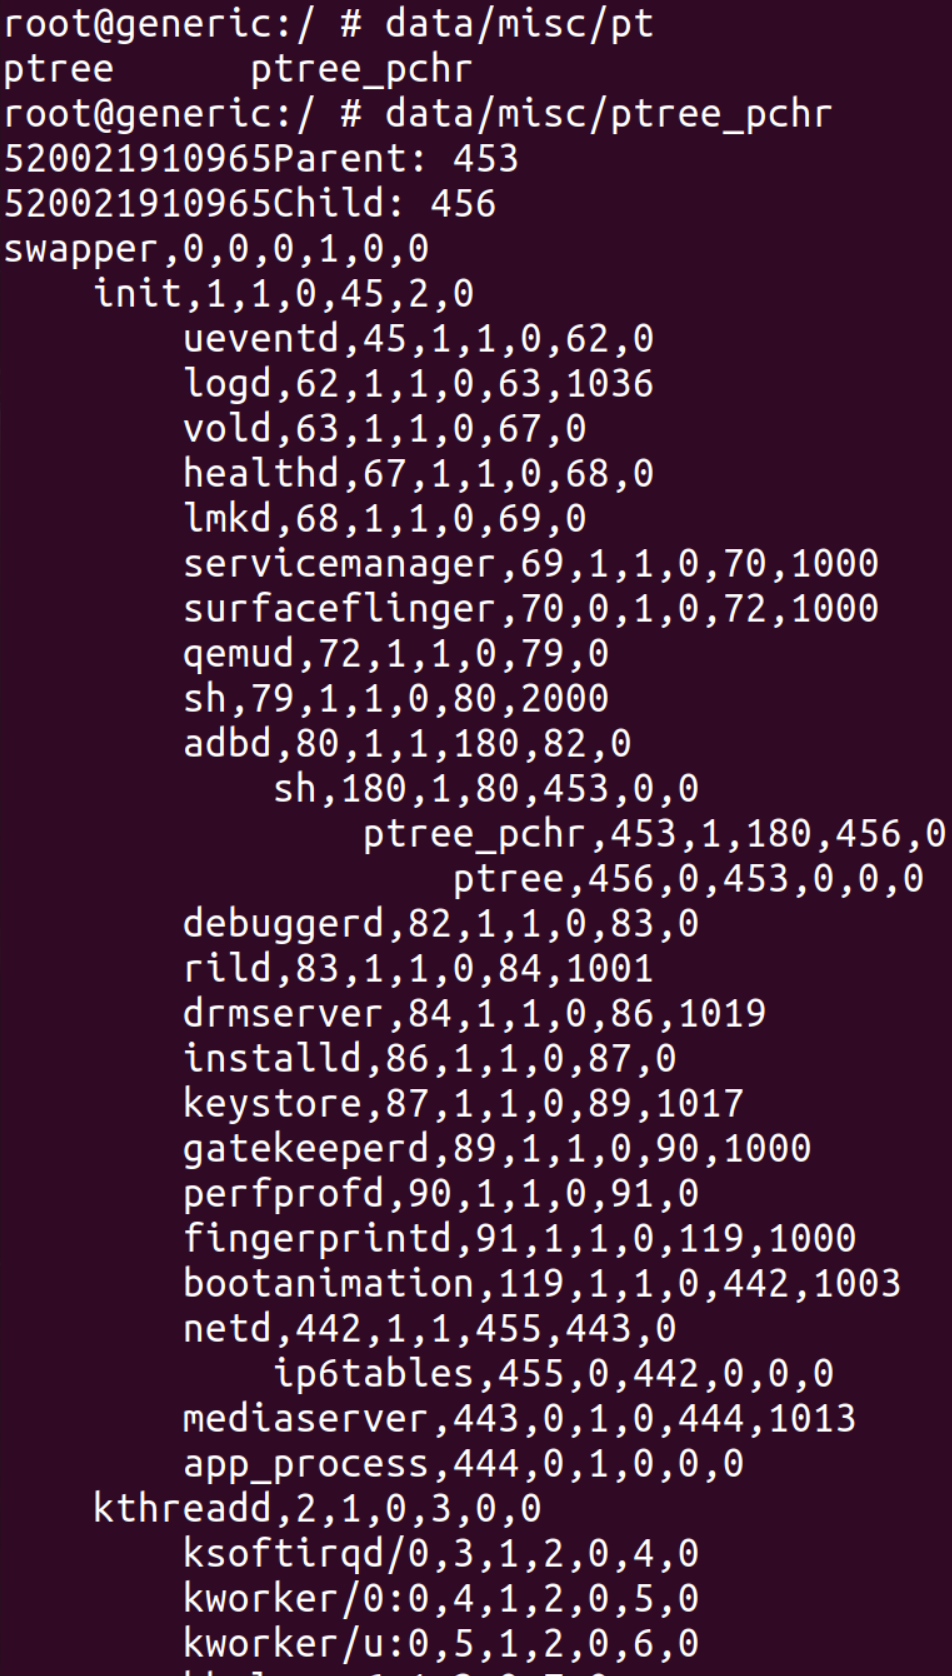 root@generic:/ # data/misc/pt
ptree      ptree_pchr
root@generic:/ # data/misc/ptree_pchr
520021910965Parent: 453
520021910965Child: 456
swapper,0,0,0,1,0,0
    init,1,1,0,45,2,0
        ueventd,45,1,1,0,62,0
        logd,62,1,1,0,63,1036
        vold,63,1,1,0,67,0
        healthd,67,1,1,0,68,0
        lmkd,68,1,1,0,69,0
        servicemanager,69,1,1,0,70,1000
        surfaceflinger,70,0,1,0,72,1000
        qemud,72,1,1,0,79,0
        sh,79,1,1,0,80,2000
        adbd,80,1,1,180,82,0
            sh,180,1,80,453,0,0
                ptree_pchr,453,1,180,456,0
                    ptree,456,0,453,0,0,0
        debuggerd,82,1,1,0,83,0
        rild,83,1,1,0,84,1001
        drmserver,84,1,1,0,86,1019
        installd,86,1,1,0,87,0
        keystore,87,1,1,0,89,1017
        gatekeeperd,89,1,1,0,90,1000
        perfprofd,90,1,1,0,91,0
        fingerprintd,91,1,1,0,119,1000
        bootanimation,119,1,1,0,442,1003
        netd,442,1,1,455,443,0
            ip6tables,455,0,442,0,0,0
        mediaserver,443,0,1,0,444,1013
        app_process,444,0,1,0,0,0
    kthreadd,2,1,0,3,0,0
        ksoftirqd/0,3,1,2,0,4,0
        kworker/0:0,4,1,2,0,5,0
        kworker/u:0,5,1,2,0,6,0